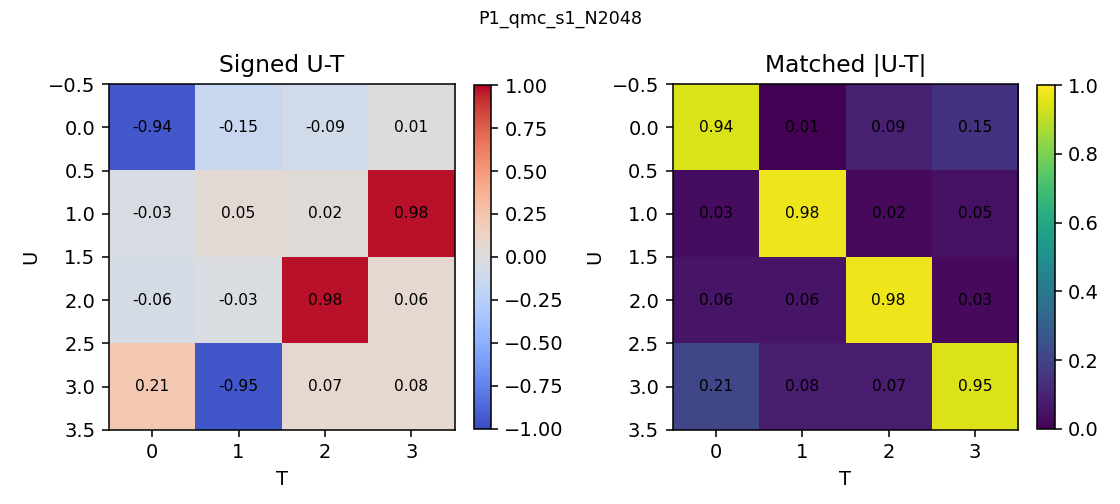 P1_qmc_s1_N2048
Signed U-T
−0.5
0.0
0.5
1.0
1.5
2.0
2.5
3.0
3.5
U
-0.94 -0.15 -0.09 0.01
-0.03 0.05 0.02 0.98
-0.06 -0.03 0.98 0.06
0.21 -0.95 0.07 0.08
0 1 2 3
T
1.00
0.75
0.50
0.25
0.00
−0.25
−0.50
−0.75
−1.00
Matched |U-T|
−0.5
0.0
0.5
1.0
1.5
2.0
2.5
3.0
3.5
U
0.94 0.01 0.09 0.15
0.03 0.98 0.02 0.05
0.06 0.06 0.98 0.03
0.21 0.08 0.07 0.95
0 1 2 3
T
1.0
0.8
0.6
0.4
0.2
0.0